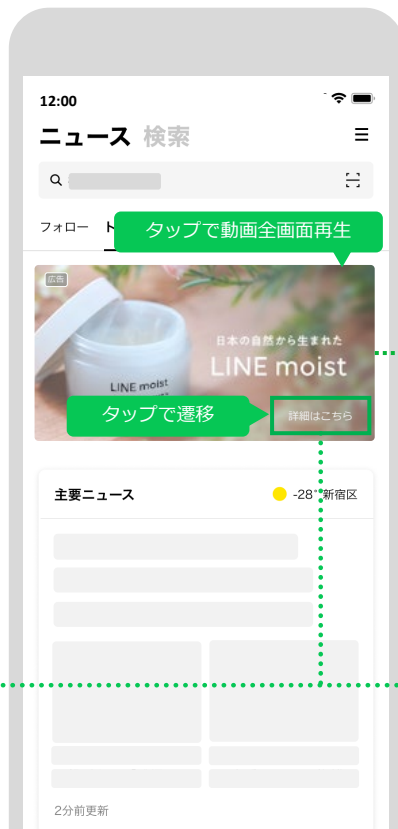 12:00
ニュース 検索
フォロー
タップで動画全画面再生
広告
日本の自然から生まれた
LINE moist
LINE moist
タップで遷移
詳細はこちら
主要ニュース
-28° 新宿区
2分前更新